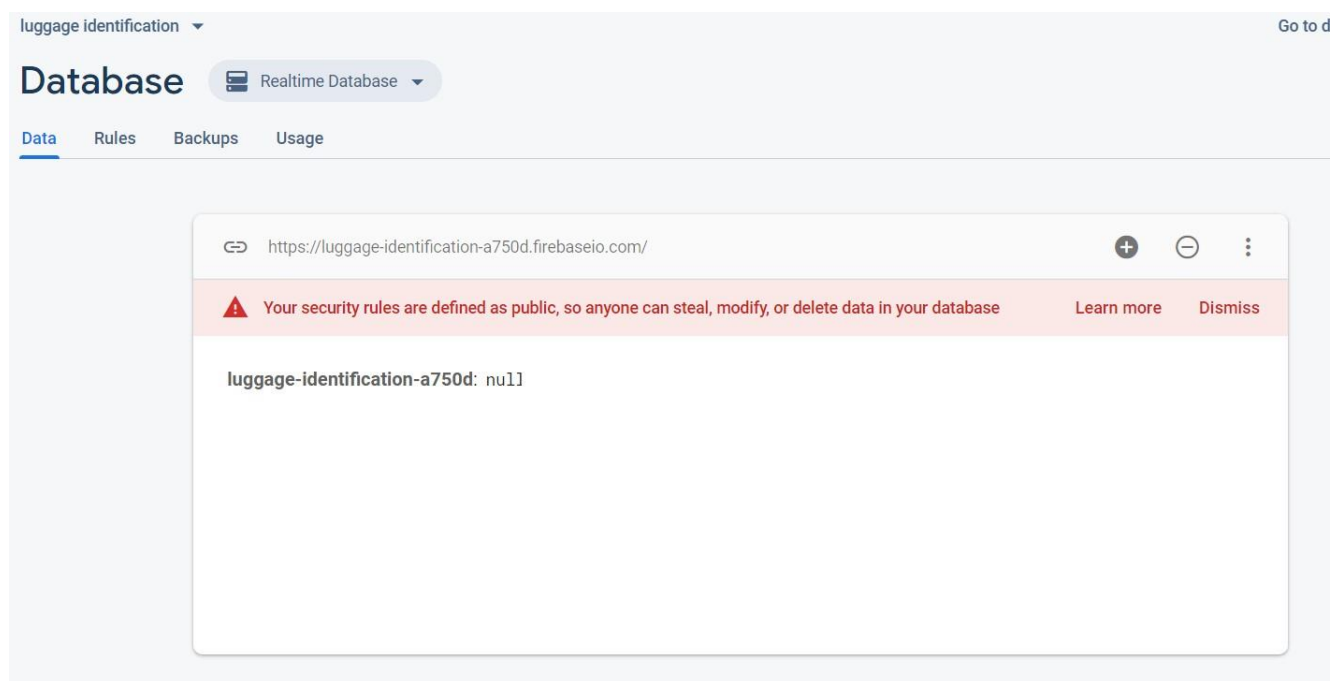 luggage identification
Go to d
Database
Realtime Database
Data Rules Backups Usage
https://luggage-identification-a750d.firebaseio.com/
Your security rules are defined as public, so anyone can steal, modify, or delete data in your database Learn more Dismiss
luggage-identification-a750d: null